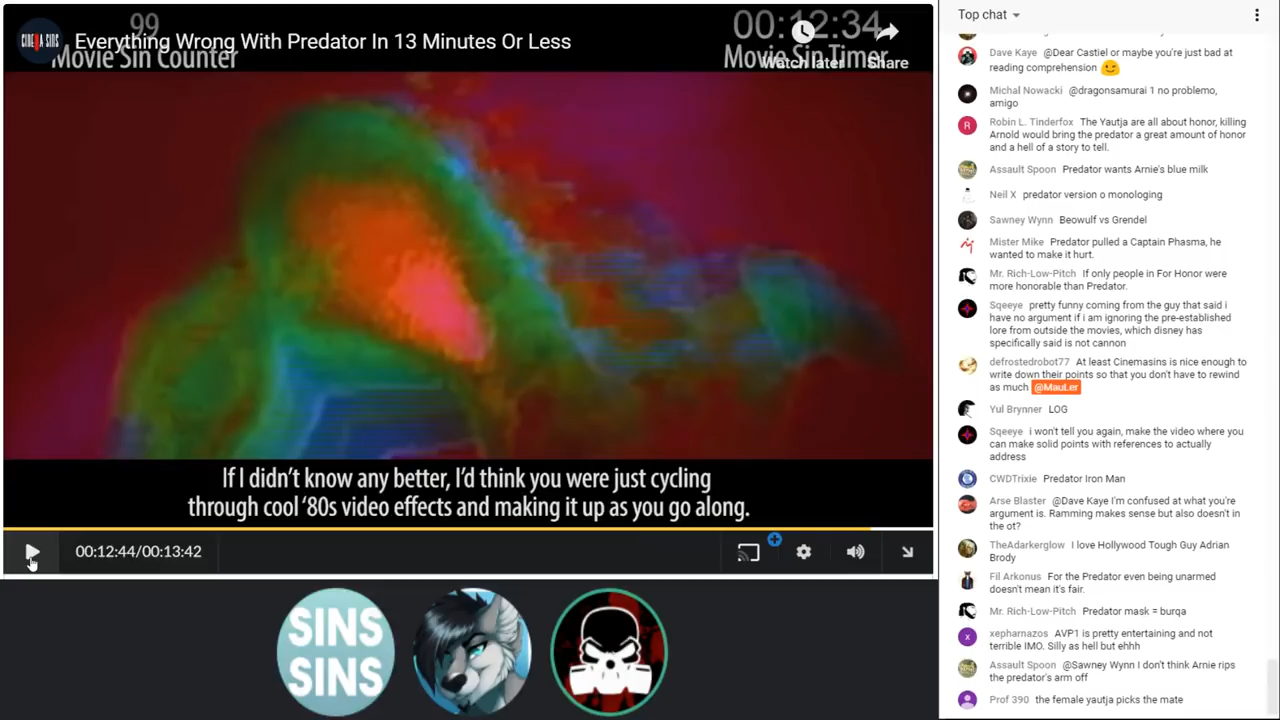 99
00:12:34
CINEMA SINS
Everything Wrong With Predator In 13 Minutes Or Less
Movie Sin Counter
Movie Sin Timer
Watch later
Share
If I didn't know any better, I'd think you were just cycling
through cool '80s video effects and making it up as you go along.
00:12:44/00:13:42
SINS
SINS
Top chat
Dave Kaye @Dear Castiel or maybe you're just bad at
reading comprehension
Michal Nowacki @dragonsamurai 1 no problemo,
amigo
R
Robin L. Tinderfox The Yautja are all about honor, killing
Arnold would bring the predator a great amount of honor
and a hell of a story to tell.
Assault Spoon Predator wants Arnie's blue milk
Neil X predator version o monologing
Sawney Wynn Beowulf vs Grendel
Mister Mike Predator pulled a Captain Phasma, he
wanted to make it hurt.
Mr. Rich-Low-Pitch If only people in For Honor were
more honorable than Predator.
Sqeeye pretty funny coming from the guy that said i
have no argument if i am ignoring the pre-established
lore from outside the movies, which disney has
specifically said is not cannon
defrostedrobot77 At least Cinemasins is nice enough to
write down their points so that you don't have to rewind
as much @MauLer
Yul Brynner LOG
Sqeeye i won't tell you again, make the video where you
can make solid points with references to actually
address
CWDTrixie Predator Iron Man
Arse Blaster @Dave Kaye I'm confused at what you're
argument is. Ramming makes sense but also doesn't in
the ot?
TheAdarkerglow I love Hollywood Tough Guy Adrian
Brody
Fil Arkonus For the Predator even being unarmed
doesn't mean it's fair.
Mr. Rich-Low-Pitch Predator mask = burqa
x
xepharnazos AVP1 is pretty entertaining and not
terrible IMO. Silly as hell but ehhh
Assault Spoon @Sawney Wynn I don't think Arnie rips
the predator's arm off
Prof 390 the female yautja picks the mate